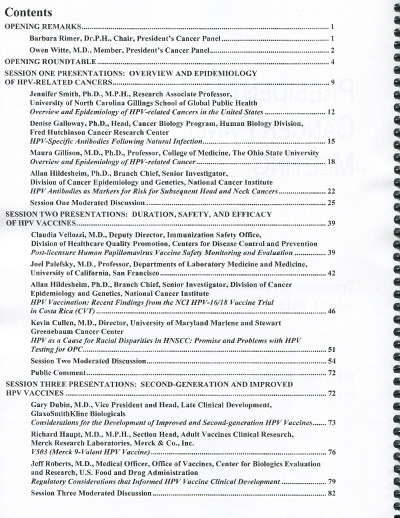 Contents
OPENING REMARKS ... 1
Barbara Rimer, Dr.P.H., Chair, President's Cancer Panel ... 1
Owen Witte, M.D., Member, President's Cancer Panel ... 2
OPENING ROUNDTABLE ... 4
SESSION ONE PRESENTATIONS: OVERVIEW AND EPIDEMIOLOGY
OF HPV-RELATED CANCERS ... 9
Jennifer Smith, Ph.D., M.P.H., Research Associate Professor,
University of North Carolina Gillings School of Global Public Health
Overview and Epidemiology of HPV-related Cancers in the United States ... 12
Denise Galloway, Ph.D., Head, Cancer Biology Program, Human Biology Division,
Fred Hutchinson Cancer Research Center
HPV-Specific Antibodies Following Natural Infection ... 15
Maura Gillison, M.D., Ph.D., Professor, College of Medicine, The Ohio State University
Overview and Epidemiology of HPV-related Cancer ... 18
Allan Hildesheim, Ph.D., Branch Chief, Senior Investigator,
Division of Cancer Epidemiology and Genetics, National Cancer Institute
HPV Antibodies as Markers for Risk for Subsequent Head and Neck Cancers ... 22
Session One Moderated Discussion ... 25
SESSION TWO PRESENTATIONS: DURATION, SAFETY, AND EFFICACY
OF HPV VACCINES ... 39
Claudia Vellozzi, M.D., Deputy Director, Immunization Safety Office,
Division of Healthcare Quality Promotion, Centers for Disease Control and Prevention
Post-licensure Human Papillomavirus Vaccine Safety Monitoring and Evaluation ... 39
Joel Palefsky, M.D., Professor, Departments of Laboratory Medicine and Medicine,
University of California, San Francisco ... 42
Allan Hildesheim, Ph.D., Branch Chief, Senior Investigator, Division of Cancer
Epidemiology and Genetics, National Cancer Institute
HPV Vaccination: Recent Findings from the NCI HPV-16/18 Vaccine Trial
in Costa Rica (CVT) ... 46
Kevin Cullen, M.D., Director, University of Maryland Marlene and Stewart
Greenebaum Cancer Center
HPV as a Cause for Racial Disparities in HNSCC: Promise and Problems with HPV
Testing for OPC ... 51
Session Two Moderated Discussion ... 54
Public Comment ... 72
SESSION THREE PRESENTATIONS: SECOND-GENERATION AND IMPROVED
HPV VACCINES ... 72
Gary Dubin, M.D., Vice President and Head, Late Clinical Development,
GlaxoSmithKline Biologicals
Considerations for the Development of Improved and Second-generation HPV Vaccines ... 73
Richard Haupt, M.D., M.P.H., Section Head, Adult Vaccines Clinical Research,
Merck Research Laboratories, Merck & Co., Inc.
V503 (Merck 9-Valent HPV Vaccine) ... 76
Jeff Roberts, M.D., Medical Officer, Office of Vaccines, Center for Biologics Evaluation
and Research, U.S. Food and Drug Administration
Regulatory Considerations that Informed HPV Vaccine Clinical Development ... 79
Session Three Moderated Discussion ... 82